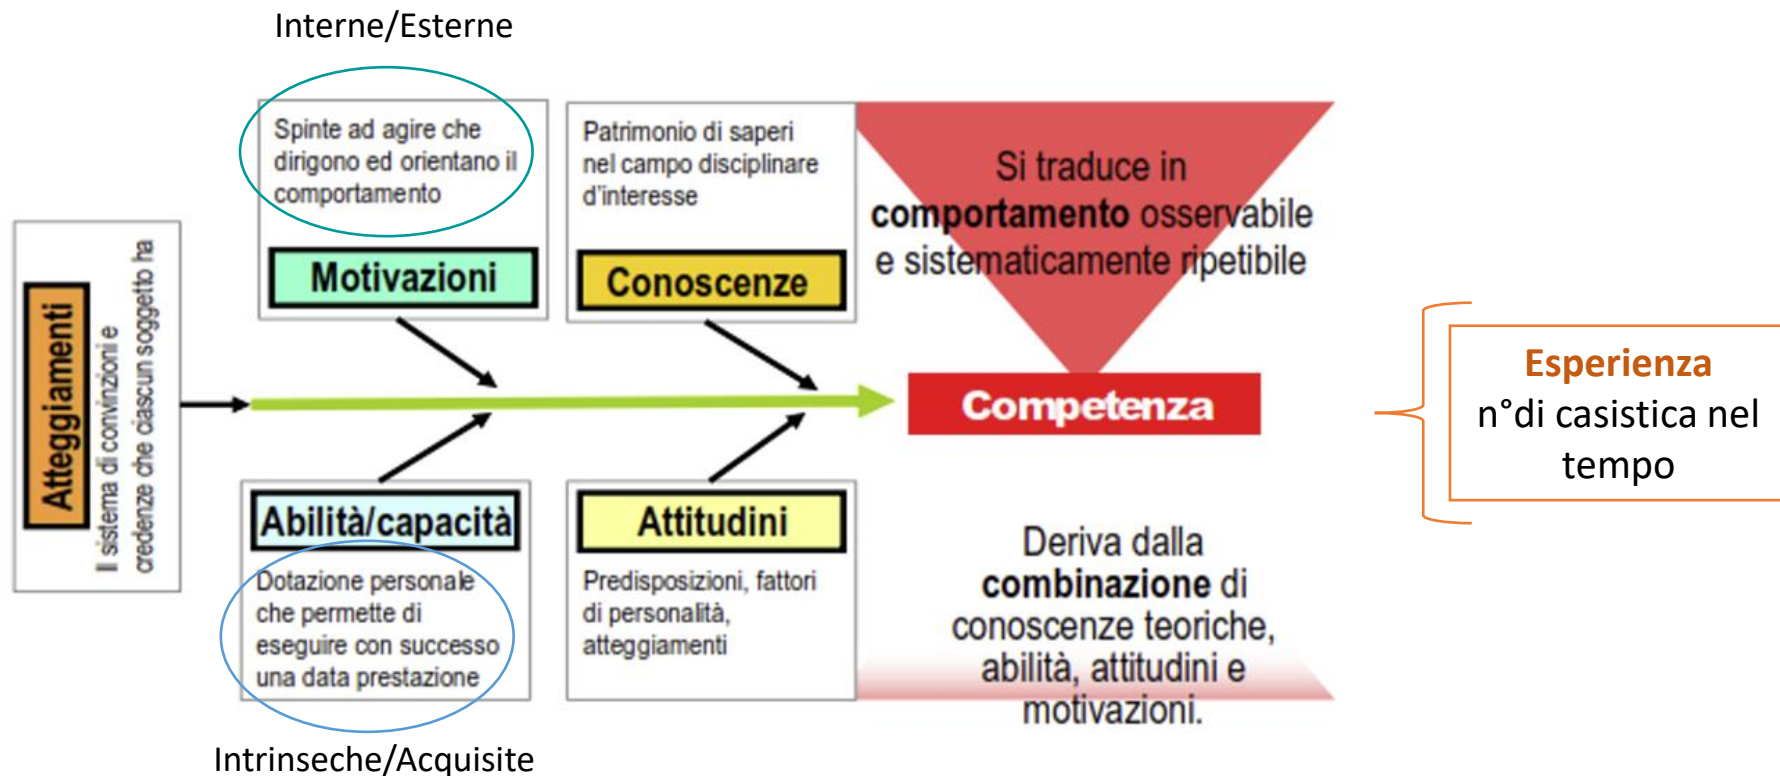 Interne/Esterne
Spinte ad agire che
dirigono ed orientano il
comportamento
Motivazioni
Patrimonio di saperi
nel campo disciplinare
d'interesse
Conoscenze
Si traduce in
comportamento osservabile
e sistematicamente ripetibile
Atteggiamenti
Il sistema di convinzioni e
credenze che ciascun soggetto ha
Competenza
Esperienza
n°di casistica nel
tempo
Abilità/capacità
Dotazione personale
che permette di
eseguire con successo
una data prestazione
Attitudini
Predisposizioni, fattori
di personalità,
atteggiamenti
Deriva dalla
combinazione di
conoscenze teoriche,
abilità, attitudini e
motivazioni.
Intrinseche/Acquisite